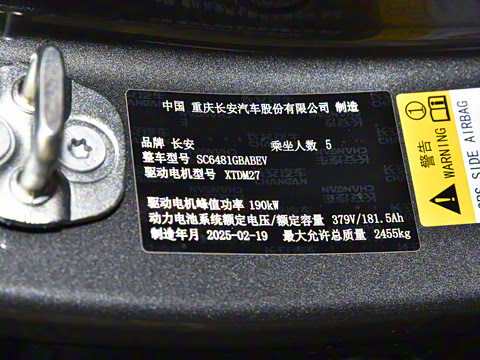 中国 重庆长安汽车股份有限公司 制造
品牌 长安 乘坐人数 5
整车型号 SC6481GBABEV
驱动电机型号 XTDM27
驱动电机峰值功率 190kW
动力电池系统额定电压/额定容量 379V/181.5Ah
制造年月 2025-02-19 最大允许总质量 2455kg
警告
WARNING
SIDE AIRBAG